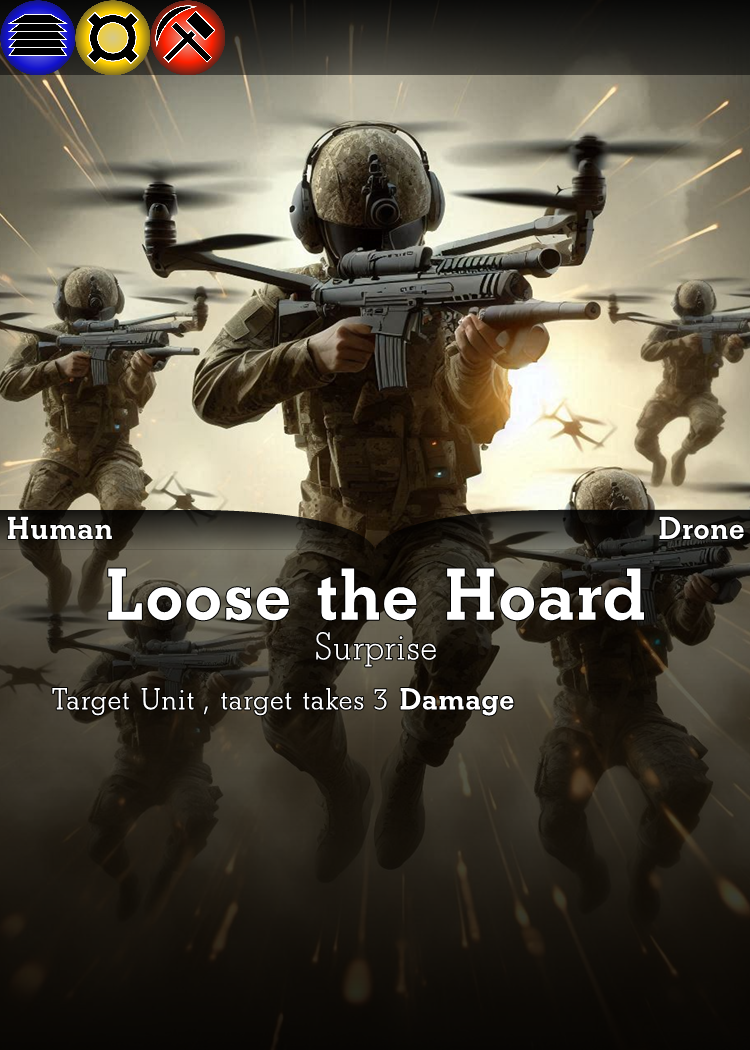 Human
Drone
Loose the Hoard
Surprise
Target Unit , target takes 3 Damage